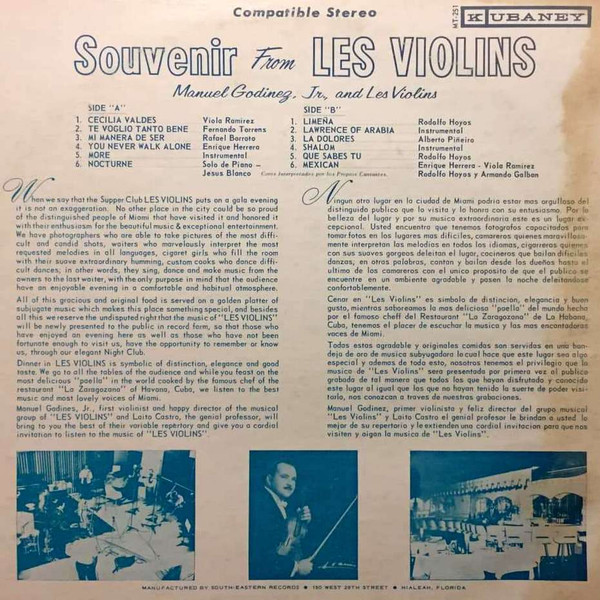 Compatible Stereo
MT-251
KUBANEY
Souvenir From LES VIOLINS
Manuel Godinez, Jr., and Les Violins
SIDE "A"
1. CECILIA VALDES Viola Ramirez
2. TE VOGLIO TANTO BENE Fernando Torrens
3. MI MANERA DE SER Rafael Barroto
4. YOU NEVER WALK ALONE Enrique Herrera
5. MORE Instrumental
6. NOCTURNE Solo de Piano -
Jesus Blanco
SIDE "B"
1. LIMEÑA Rodolfo Hoyos
2. LAWRENCE OF ARABIA Instrumental
3. LA DOLORES Alberto Piñeiro
4. SHALOM Instrumental
5. QUE SABES TU Rodolfo Hoyos
6. MEXICAN Enrique Herrera - Viola Ramirez
Coros Interpretados por los Propios Cantantes. Rodolfo Hoyos y Armando Galban
When we say that the Supper Club LES VIOLINS puts on a gala evening
it is not an exaggeration. No other place in the city could be so proud
of the distinguished people of Miami that have visited it and honored it
with their enthusiasm for the beautiful music & exceptional entertainment.
We have photographers who are able to take pictures of the most diffi-
cult and candid shots, waiters who marvelously interpret the most
requested melodies in all languages, cigaret girls who fill the room
with their suave extraordinary humming, custom cooks who dance diffi-
cult dances; in other words, they sing, dance and make music from the
owners to the last waiter, with the only purpose in mind that the audience
have an enjoyable evening in a comfortable and habitual atmosphere.
All of this gracious and original food is served on a golden platter of
subjugate music which makes this place something special, and besides
all this we reserve the undisputed right that the music of "LES VIOLINS"
will be newly presented to the public in record form, so that those who
have enjoyed an evening here as well as those who have not been
fortunate enough to visit us, have the opportunity to remember or know
us, through our elegant Night Club.
Dinner in LES VIOLINS is symbolic of distinction, elegance and good
taste. We go to all the tables of the audience and while you feast on the
most delicious "paella" in the world cooked by the famous chef of the
restaurant "La Zaragozana" of Havana, Cuba, we listen to the best
music and most lovely voices of Miami.
Manuel Godines, Jr., first violinist and happy director of the musical
group of "LES VIOLINS" and Laito Castro, the genial professor, will
bring to you the best of their variable repertory and give you a cordial
invitation to listen to the music of "LES VIOLINS".
Ningun otro lugar en la ciudad de Miami podria estar mas orgulloso del
distinguido publico que lo visita y lo honra con su entusiasmo. Por la
belleza del lugar y por su musica extraordinaria este es un lugar ex-
cepcional. Usted encuentra que tenemos fotografos capacitados para
tomar fotos en los lugares mas dificiles, camareros quienes maravillosa-
mente interpretan las melodias en todos los idiomas, cigarreros quienes
con sus suaves gorgeos deleitan el lugar, cocineros que bailan dificiles
danzas, en otras palabras, cantan y bailan desde los dueños hasta el
ultimo de los camareros con el unico proposito de que el publico se
encuentre en un ambiente agradable y pasen la noche deleitandose
confortablemente.
Cenar en "Les Violins" es simbolo de distincion, elegancia y buen
gusto, mientras saboreamos la mas deliciosa "paella" del mundo hecha
por el famoso cheff del Restaurant "La Zaragozana" de La Habana,
Cuba, tenemos el placer de escuchar la musica y las mas encantadoras
voces de Miami.
Todos estos agradable y originales comidas son servidas en una ban-
deja de oro de musica subyugadora lo cual hace que este lugar sea algo
especial y ademas de todo esto, nosotros tenemos el privilegio que la
musica de "Les Violins" sera presentada por primera vez al publico
grabada de tal manera que todos los que hayan disfrutado y conocido
este lugar al igual que los que no hayan tenido la suerte de poder visi-
tarlo, nos conozcan a traves de nuestras grabaciones.
Manuel Godinez, primer violinista y feliz director del grupo musical
"Les Violins" y Laito Castro el genial profesor le brindan a usted lo
mejor de su repertorio y le extienden una cordial invitacion para que nos
visiten y oigan la musica de "Les Violins".
MANUFACTURED BY SOUTH-EASTERN RECORDS • 190 WEST 28TH STREET • HIALEAH, FLORIDA